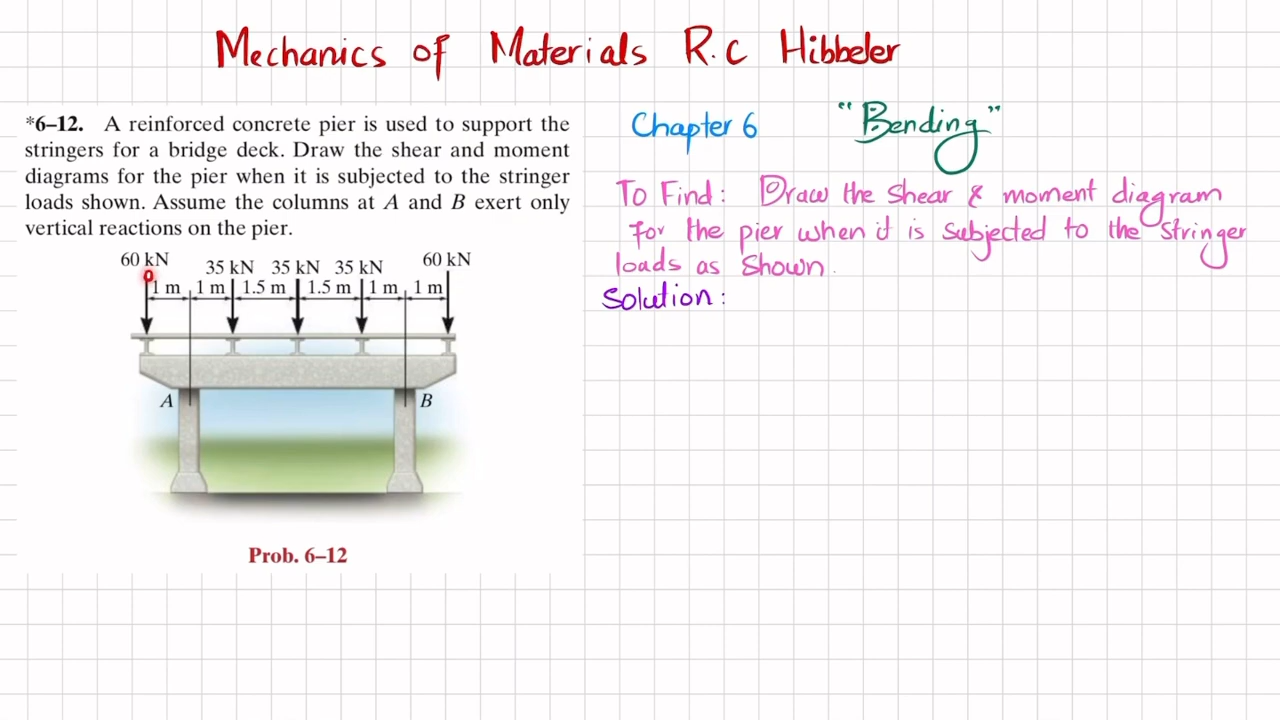 Mechanics of Materials R.C Hibbeler
*6–12. A reinforced concrete pier is used to support the
stringers for a bridge deck. Draw the shear and moment
diagrams for the pier when it is subjected to the stringer
loads shown. Assume the columns at A and B exert only
vertical reactions on the pier.
60 kN
35 kN 35 kN 35 kN
60 kN
1 m 1 m 1.5 m 1.5 m 1 m 1 m
A
B
Prob. 6–12
Chapter 6 "Bending"
To Find: Draw the Shear & moment diagram
for the pier when it is subjected to the Stringer
loads as shown.
Solution: